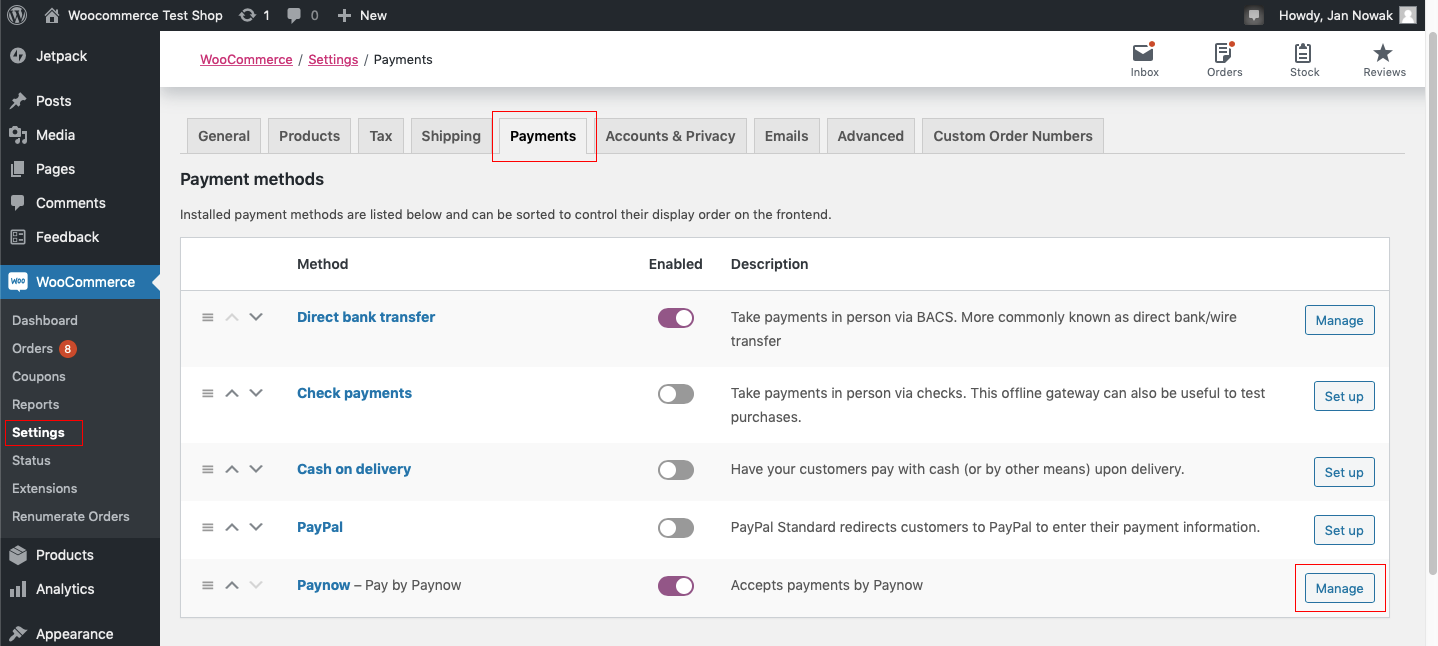 Woocommerce Test Shop 1 0 New Howdy, Jan Nowak
Jetpack
Posts
Media
Pages
Comments
Feedback
woo WooCommerce
Dashboard
Orders 8
Coupons
Reports
Settings
Status
Extensions
Renumerate Orders
Products
Analytics
Appearance
WooCommerce / Settings / Payments
Inbox Orders Stock Reviews
General Products Tax Shipping Payments Accounts & Privacy Emails Advanced Custom Order Numbers
Payment methods
Installed payment methods are listed below and can be sorted to control their display order on the frontend.
Method Enabled Description
Direct bank transfer Take payments in person via BACS. More commonly known as direct bank/wire Manage
transfer
Check payments Take payments in person via checks. This offline gateway can also be useful to test Set up
purchases.
Cash on delivery Have your customers pay with cash (or by other means) upon delivery. Set up
PayPal PayPal Standard redirects customers to PayPal to enter their payment information. Set up
Paynow – Pay by Paynow Accepts payments by Paynow Manage